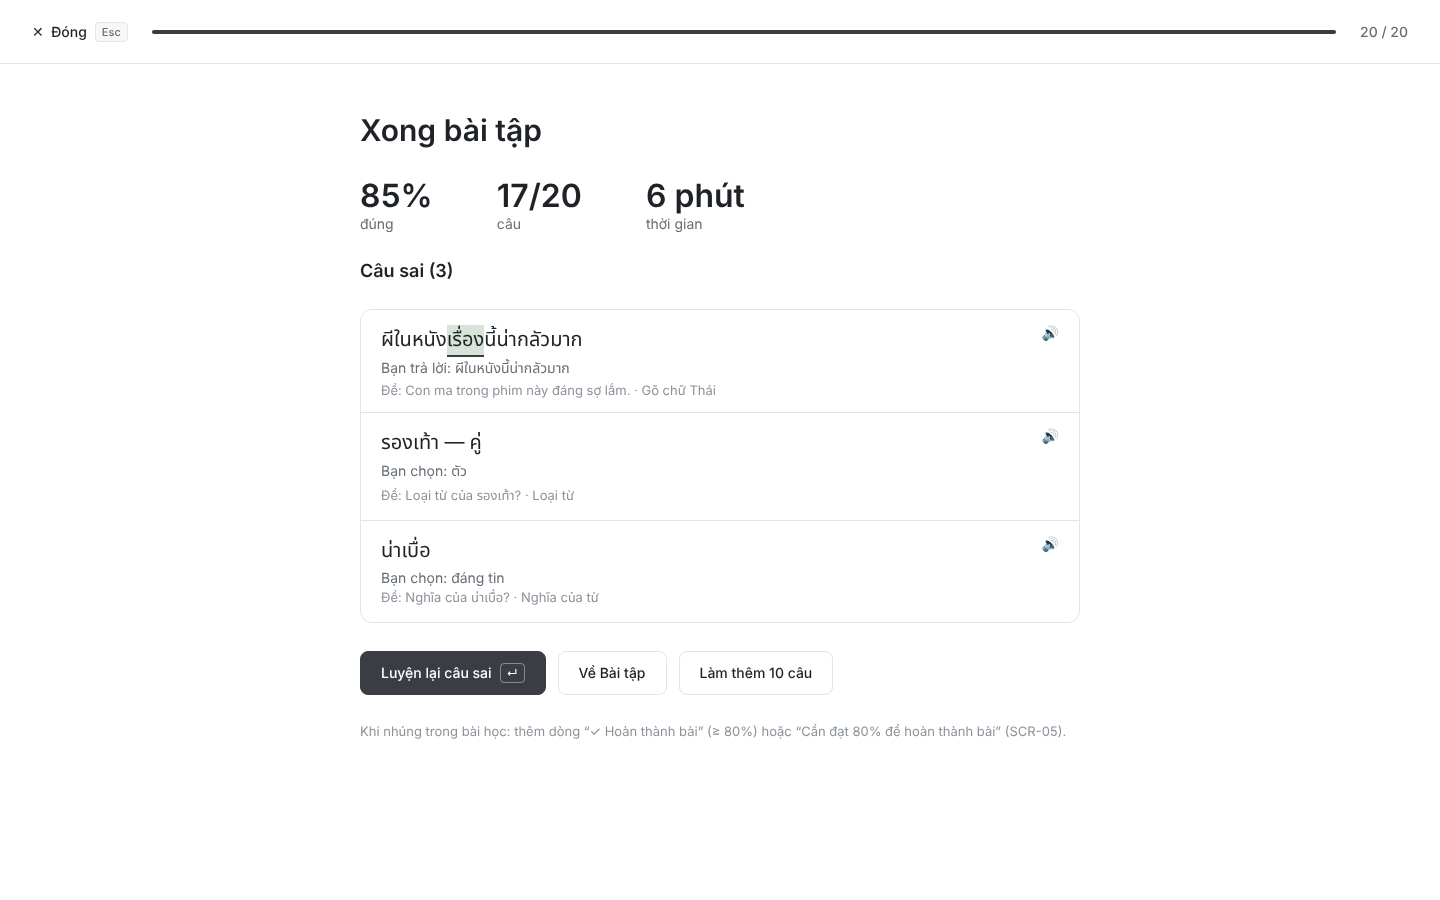 ✕ Đóng Esc 20 / 20
Xong bài tập
85% 17/20 6 phút
đúng câu thời gian
Câu sai (3)
ผีในหนังเรื่องนี้น่ากลัวมาก
Bạn trả lời: ผีในหนังนี้น่ากลัวมาก
Đề: Con ma trong phim này đáng sợ lắm. · Gõ chữ Thái
รองเท้า — คู่
Bạn chọn: ตัว
Đề: Loại từ của รองเท้า? · Loại từ
น่าเบื่อ
Bạn chọn: đáng tin
Đề: Nghĩa của น่าเบื่อ? · Nghĩa của từ
Luyện lại câu sai ↵ Về Bài tập Làm thêm 10 câu
Khi nhúng trong bài học: thêm dòng “✓ Hoàn thành bài” (≥ 80%) hoặc “Cần đạt 80% để hoàn thành bài” (SCR-05).